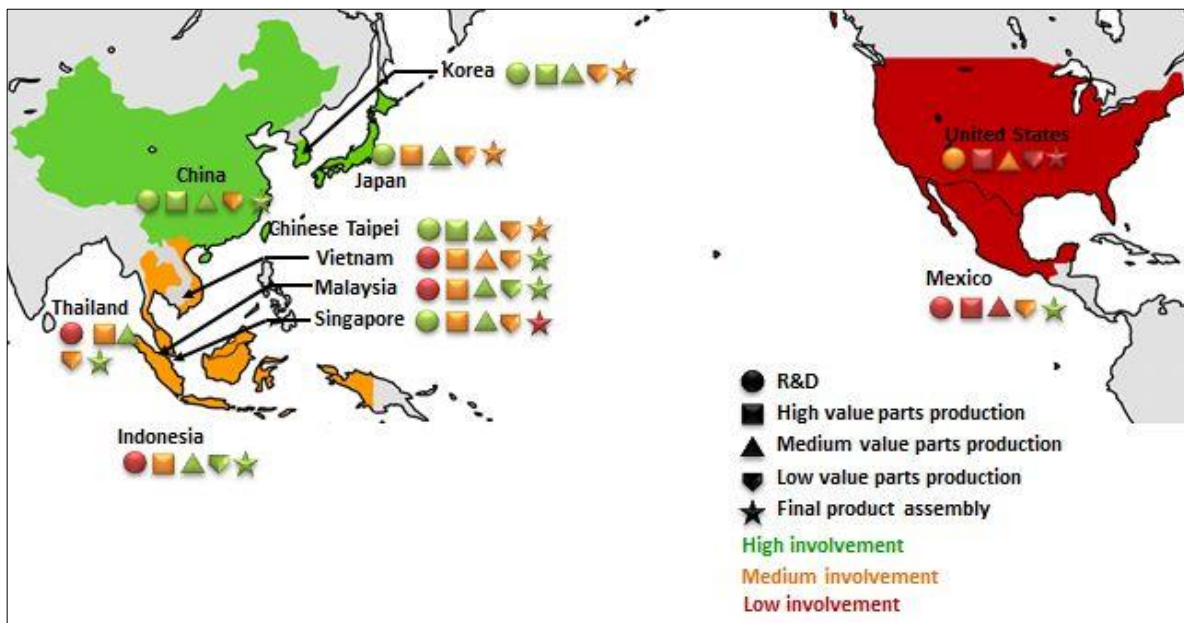 Korea
Japan
China
Chinese Taipei
Vietnam
Malaysia
Singapore
Thailand
Indonesia
United States
Mexico
R&D
High value parts production
Medium value parts production
Low value parts production
Final product assembly
High involvement
Medium involvement
Low involvement